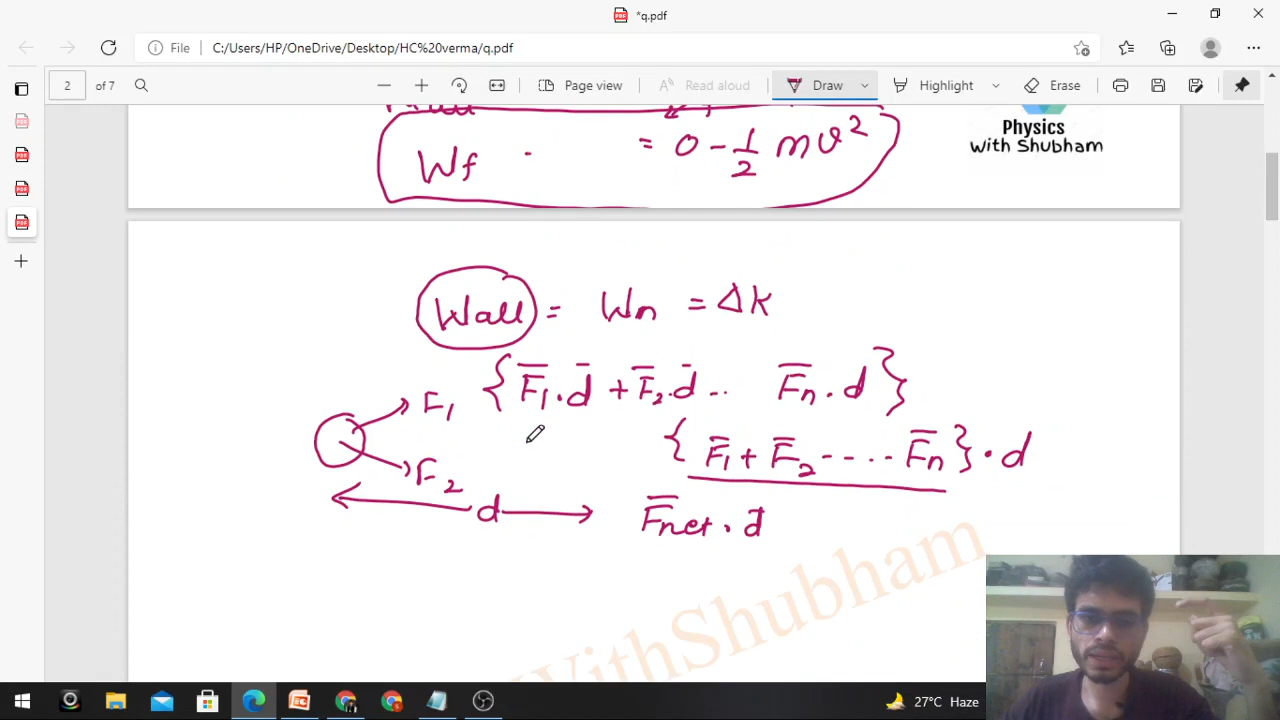 *q.pdf
File C:/Users/HP/OneDrive/Desktop/HC%20verma/q.pdf
2 of 7 Page view Read aloud Draw Highlight Erase
Physics
With Shubham
Wf = 0 - 1/2 mv²
Wall = Wn = ΔK
{F̅₁·d̅ + F̅₂·d̅ .. F̅n·d}
F₁
{F̅₁ + F̅₂ ---.. F̅n}·d
F₂
d
F̅net·d̅
WithShubham
27°C Haze